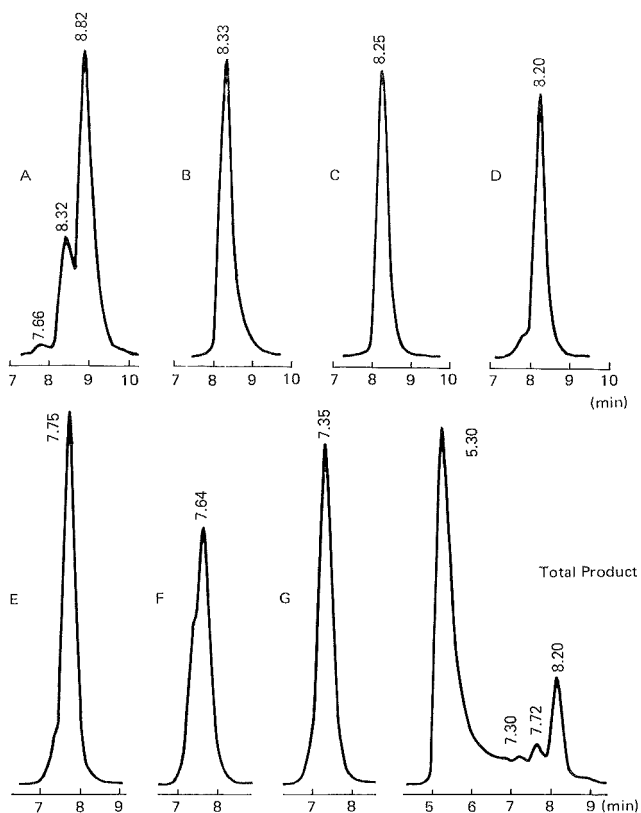 8.82
8.33
8.25
8.20
A
8.32
7.66
B
C
D
7 8 9 10
7 8 9 10
7 8 9 10
7 8 9 10
(min)
7.75
7.64
7.35
5.30
E
F
G
Total Product
8.20
7.72
7.30
7 8 9
7 8
7 8
5 6 7 8 9 (min)